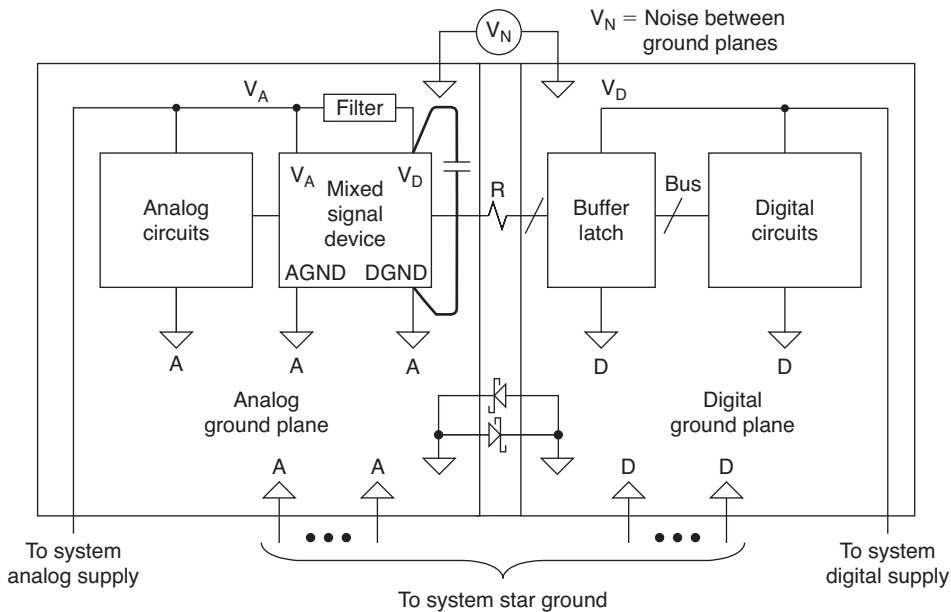 V_N
V_N = Noise between
ground planes
V_A
Filter
V_D
Analog
circuits
V_A
V_D
Mixed
signal
device
AGND DGND
R
Buffer
latch
Bus
Digital
circuits
A
A
A
D
D
Analog
ground plane
Digital
ground plane
A
A
D
D
To system
analog supply
To system
digital supply
To system star ground